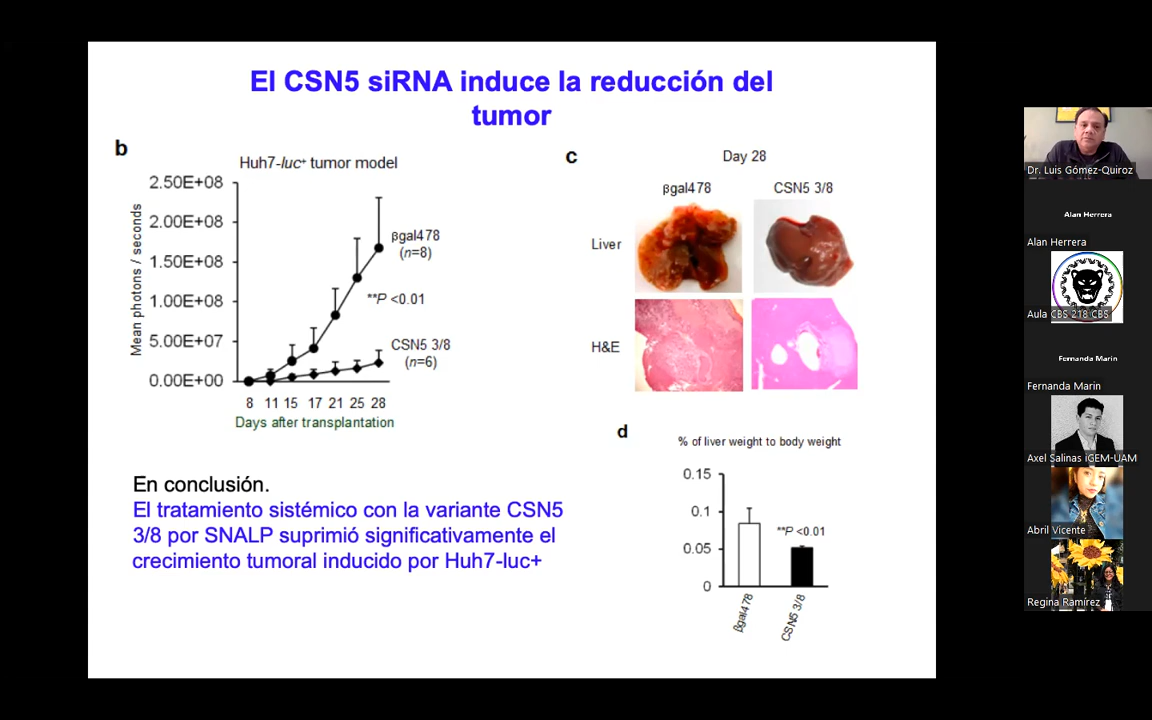 El CSN5 siRNA induce la reducción del
tumor
b
Huh7-luc+ tumor model
Mean photons / seconds
2.50E+08
2.00E+08
1.50E+08
1.00E+08
5.00E+07
0.00E+00
βgal478
(n=8)
**P <0.01
CSN5 3/8
(n=6)
8 11 15 17 21 25 28
Days after transplantation
c
Day 28
βgal478 CSN5 3/8
Liver
H&E
d
% of liver weight to body weight
0.15
0.1
0.05
0
**P <0.01
βgal478
CSN5 3/8
En conclusión.
El tratamiento sistémico con la variante CSN5
3/8 por SNALP suprimió significativamente el
crecimiento tumoral inducido por Huh7-luc+
Dr. Luis Gómez-Quiroz
Alan Herrera
Alan Herrera
Aula CBS 218 CBS
Fernanda Marin
Fernanda Marin
Axel Salinas iGEM-UAM
Abril Vicente
Regina Ramírez